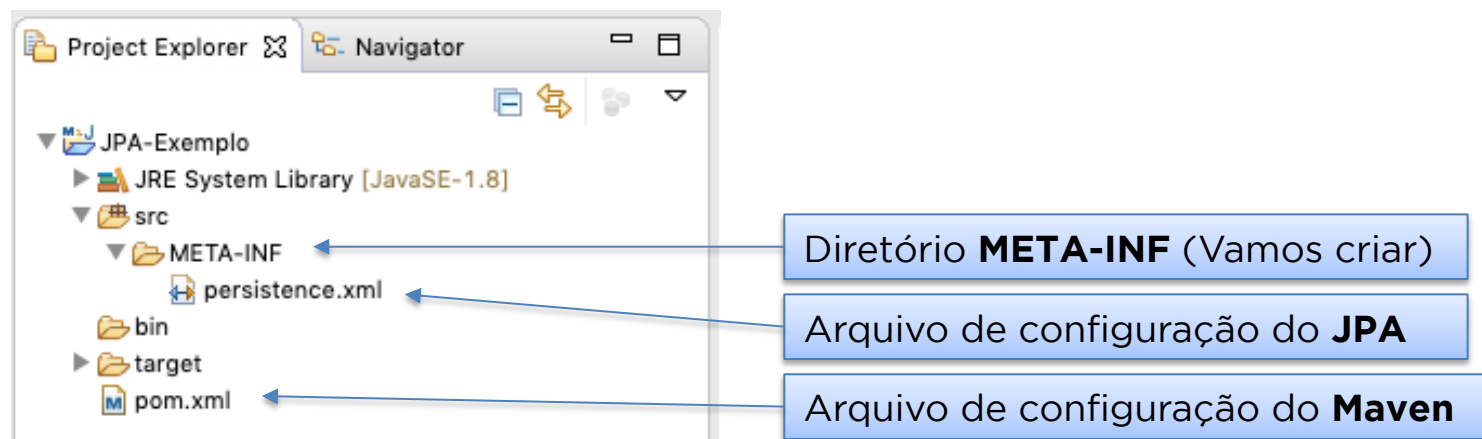 Project Explorer Navigator
JPA-Exemplo
JRE System Library [JavaSE-1.8]
src
META-INF
persistence.xml
bin
target
pom.xml
Diretório META-INF (Vamos criar)
Arquivo de configuração do JPA
Arquivo de configuração do Maven